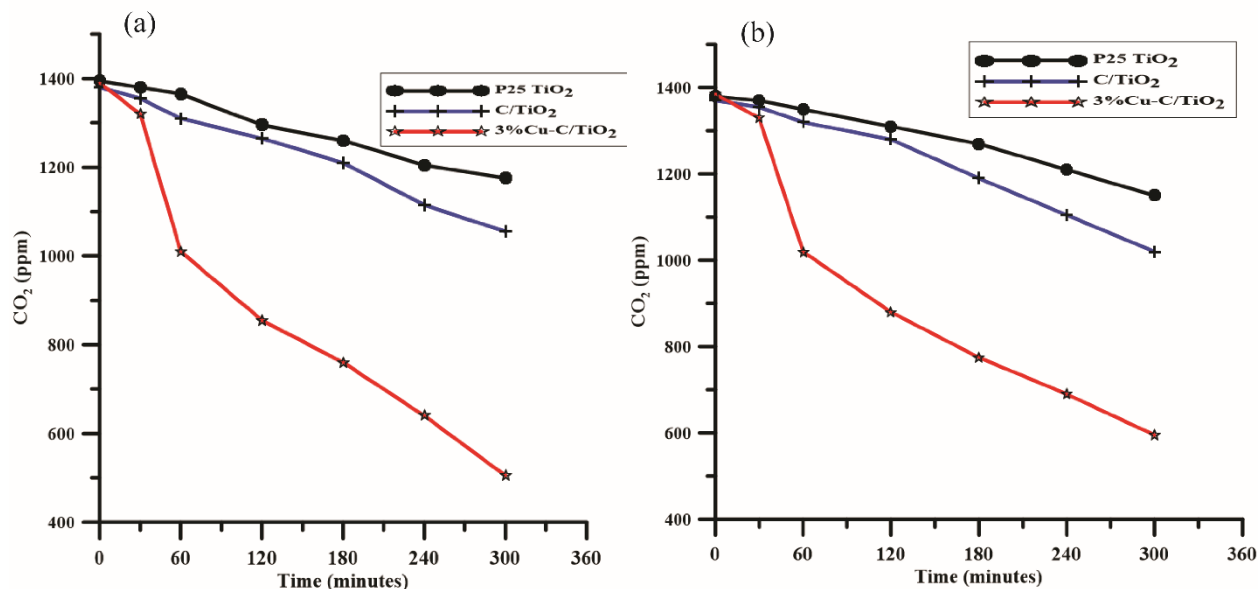 (a)
P25 TiO₂
C/TiO₂
3%Cu-C/TiO₂
1400
1200
1000
800
600
400
CO₂ (ppm)
0 60 120 180 240 300 360
Time (minutes)
(b)
P25 TiO₂
C/TiO₂
3%Cu-C/TiO₂
1400
1200
1000
800
600
400
CO₂ (ppm)
0 60 120 180 240 300 360
Time (minutes)